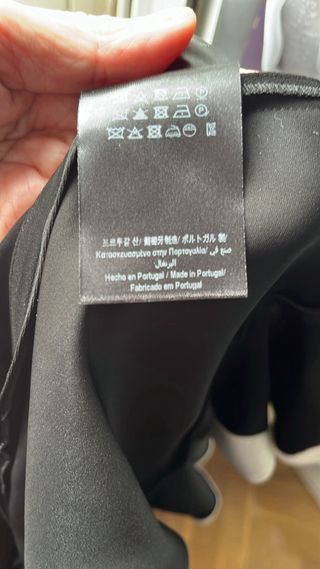 포르투갈 산/ 葡萄牙制造/ ポルトガル 製/
Κατασκευασμένο στην Πορτογαλία/ صنع في
البرتغال/
Hecho en Portugal / Made in Portugal/
Fabricado em Portugal